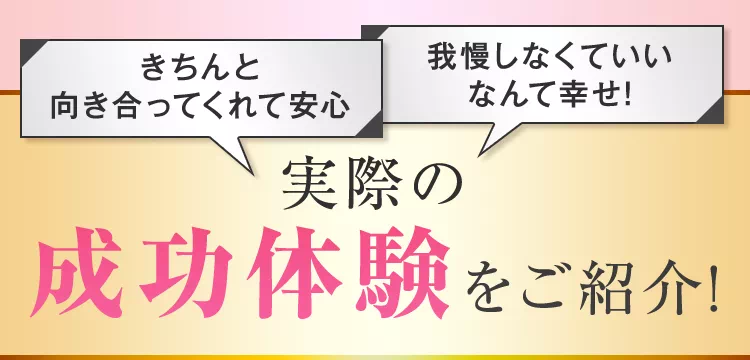 きちんと
向き合ってくれて安心
我慢しなくていい
なんて幸せ!
実際の
成功体験をご紹介!